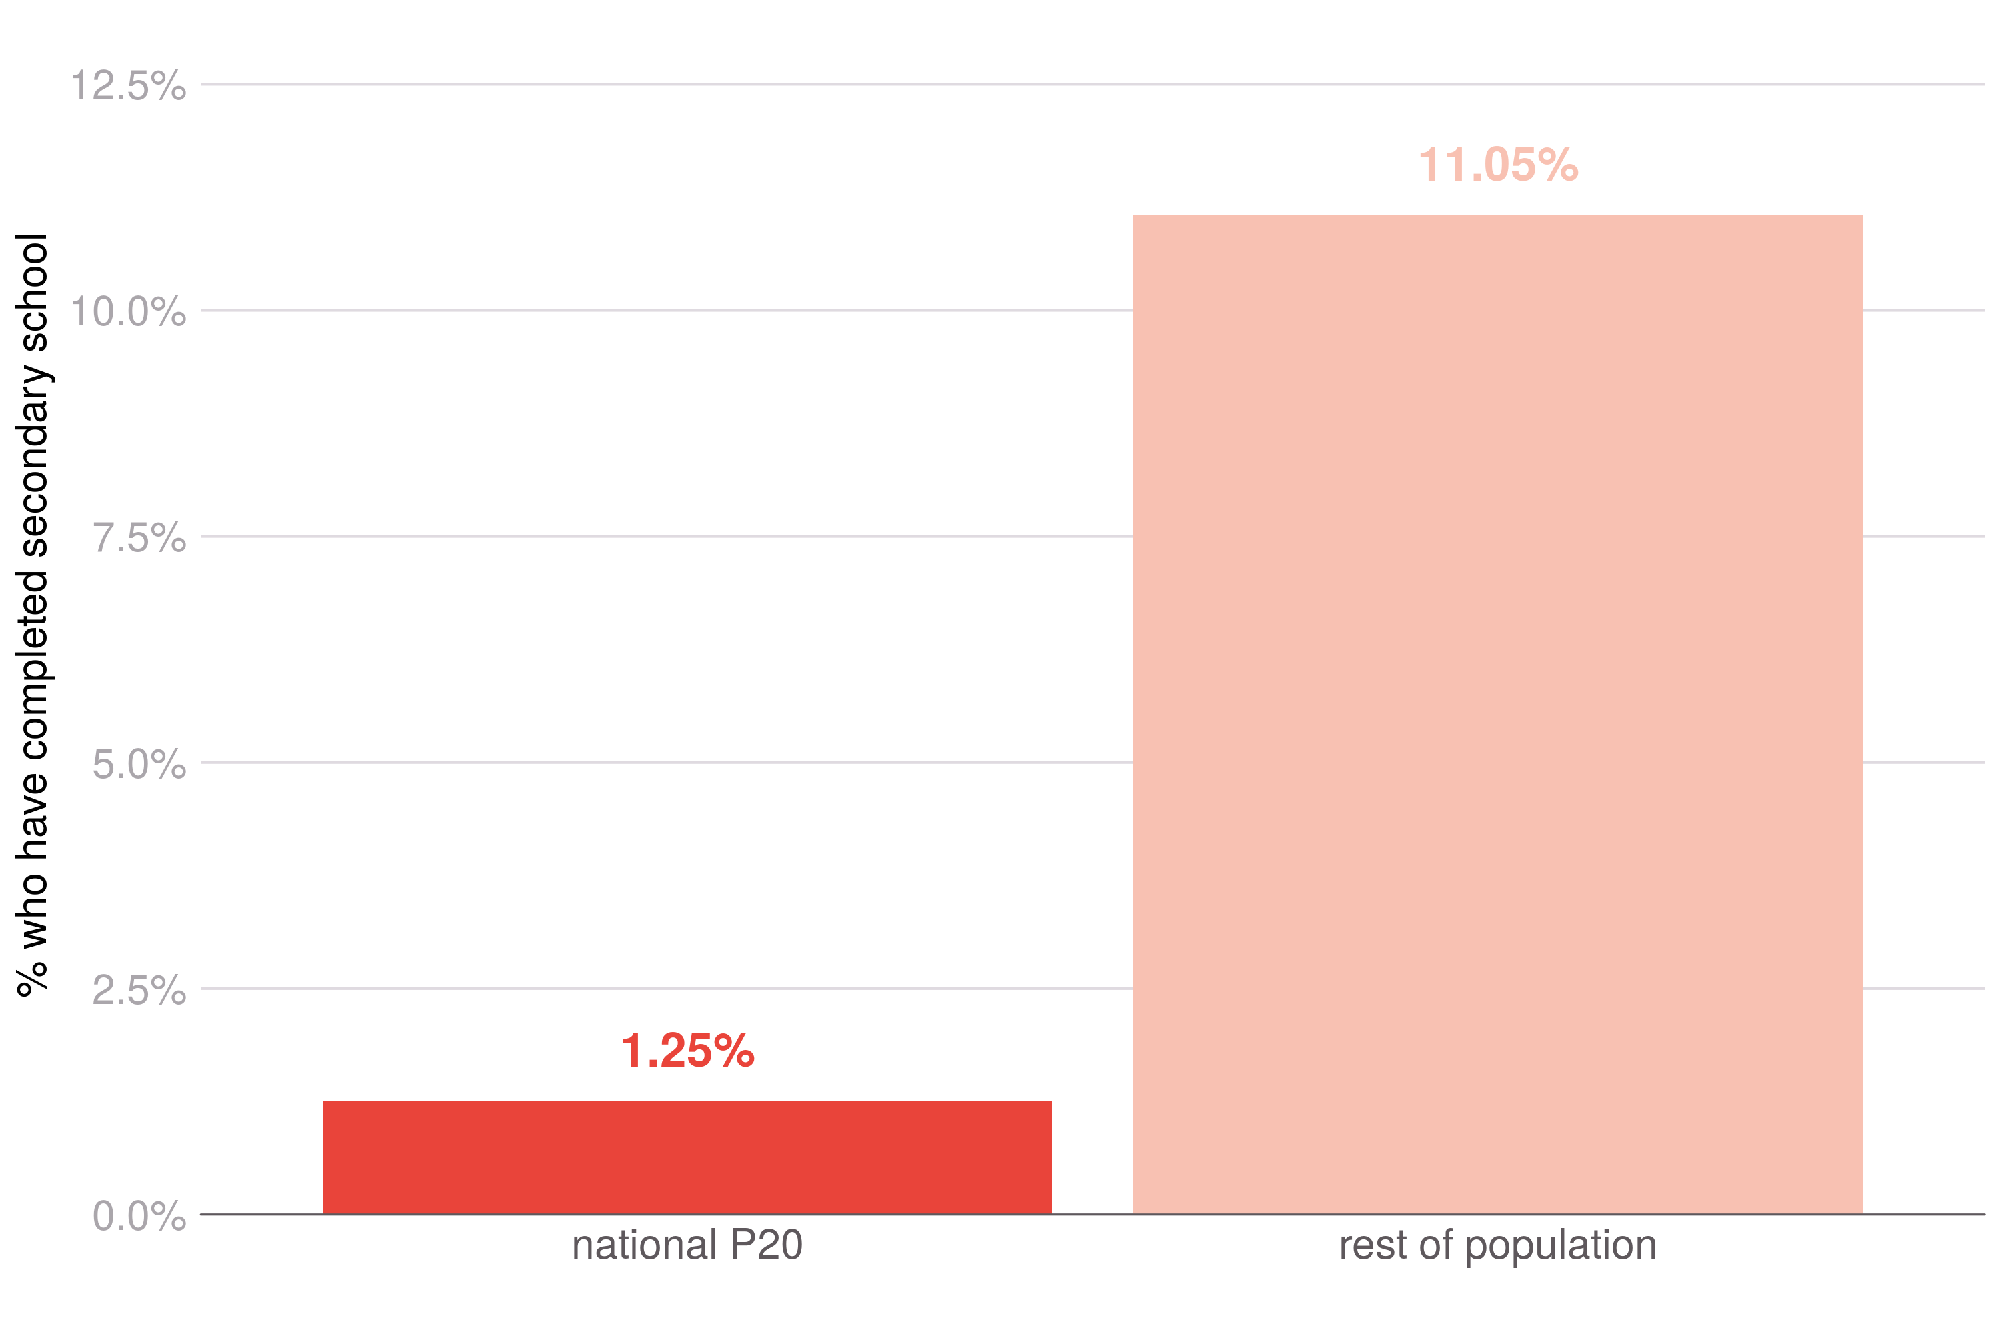 % who have completed secondary school
12.5%
10.0%
7.5%
5.0%
2.5%
0.0%
11.05%
1.25%
national P20
rest of population